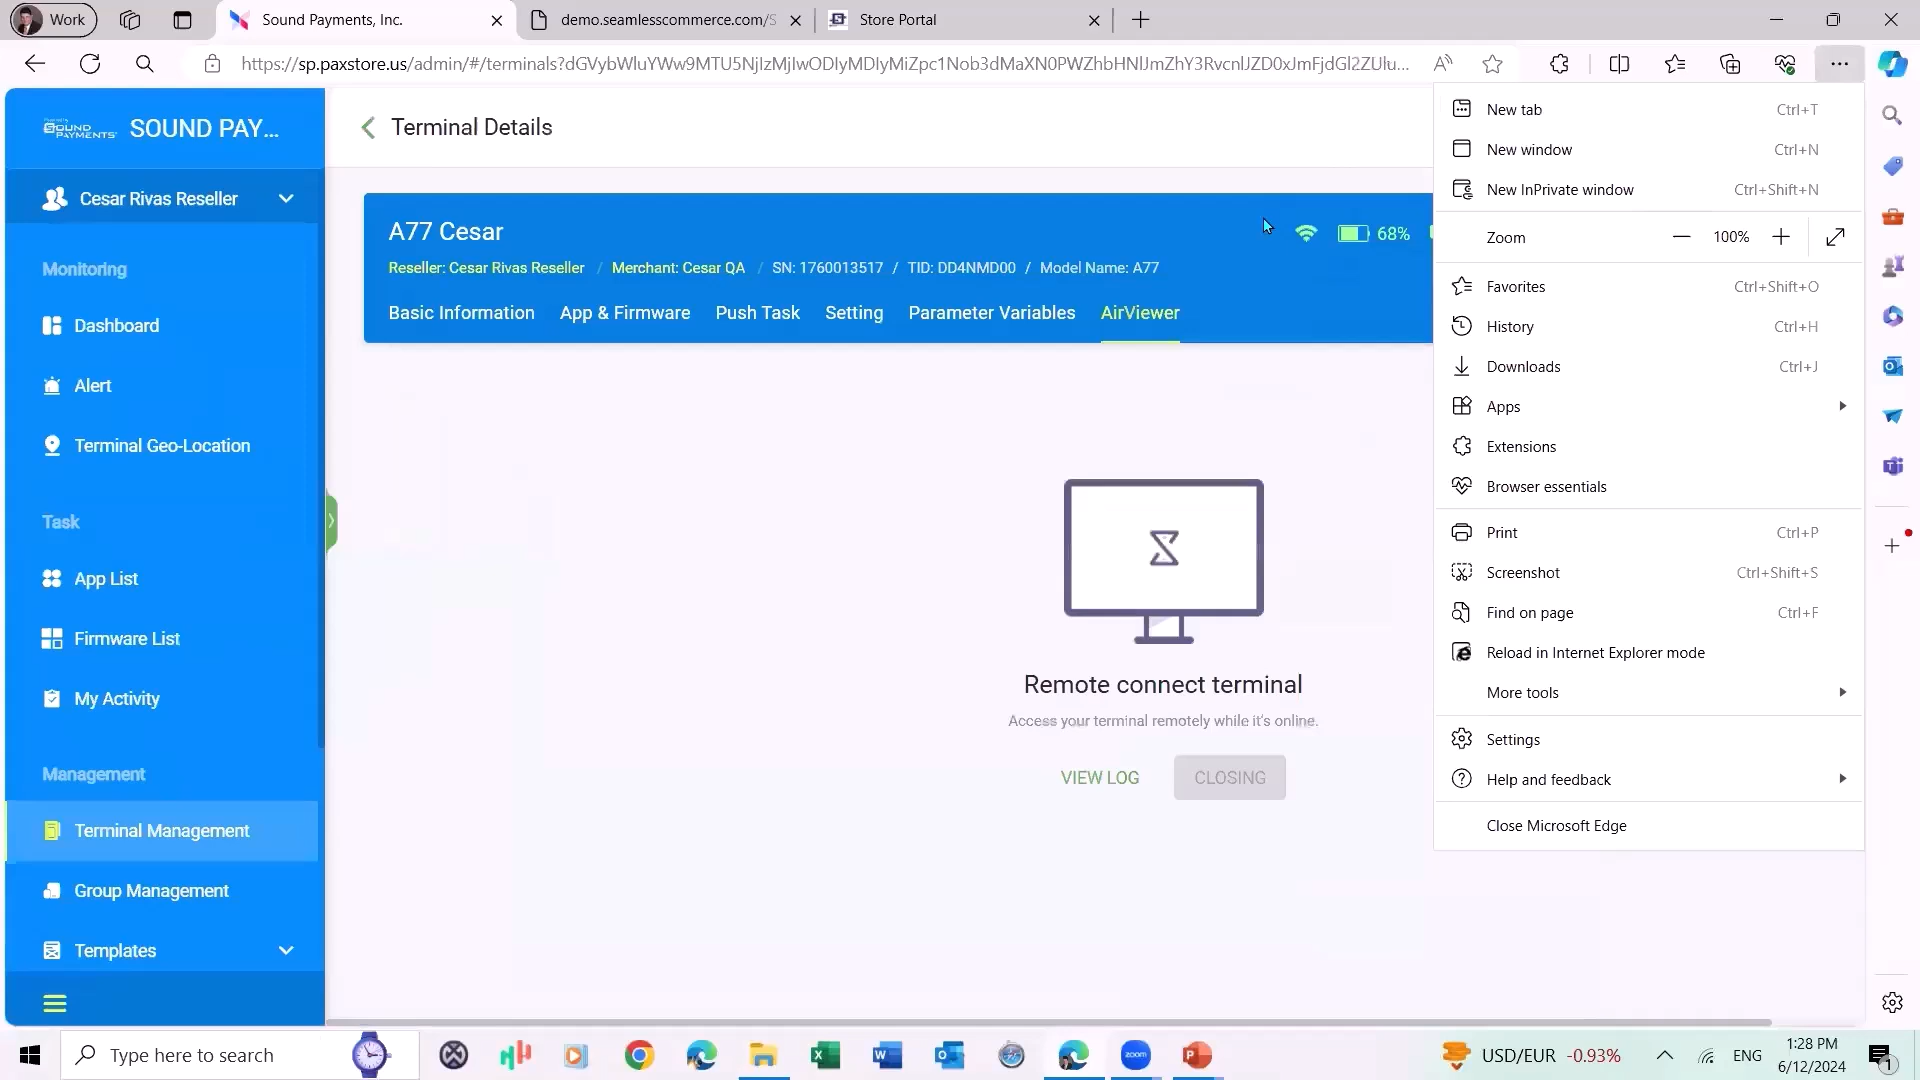 Work
Sound Payments, Inc.
demo.seamlesscommerce.com/S
Store Portal
https://sp.paxstore.us/admin/#/terminals?
SOUND PAYMENTS
SOUND PAY...
Terminal Details
Cesar Rivas Reseller
Monitoring
Dashboard
Alert
Terminal Geo-Location
Task
App List
Firmware List
My Activity
Management
Terminal Management
Group Management
Templates
A77 Cesar
68%
Reseller: Cesar Rivas Reseller / Merchant: Cesar QA / SN: 1760013517 / TID: DD4NMD00 / Model Name: A77
Basic Information App & Firmware Push Task Setting Parameter Variables AirViewer
Remote connect terminal
Access your terminal remotely while it's online.
VIEW LOG CLOSING
New tab Ctrl+T
New window Ctrl+N
New InPrivate window Ctrl+Shift+N
Zoom 100%
Favorites Ctrl+Shift+O
History Ctrl+H
Downloads Ctrl+J
Apps
Extensions
Browser essentials
Print Ctrl+P
Screenshot Ctrl+Shift+S
Find on page Ctrl+F
Reload in Internet Explorer mode
More tools
Settings
Help and feedback
Close Microsoft Edge
Type here to search
zoom
USD/EUR -0.93%
ENG
1:28 PM
6/12/2024
1